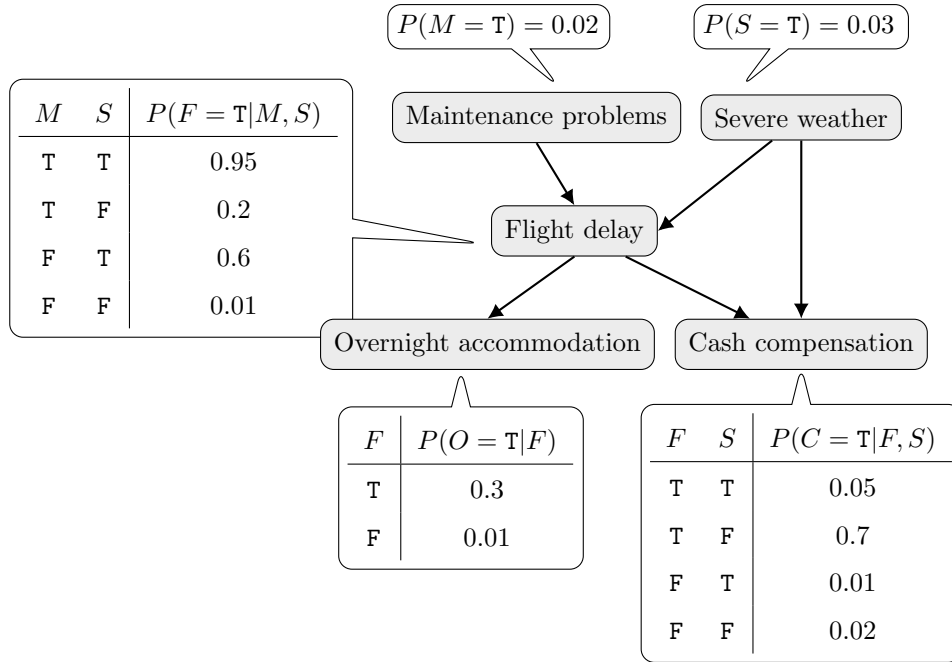 P(M = T) = 0.02
P(S = T) = 0.03
M S P(F = T|M, S)
T T 0.95
T F 0.2
F T 0.6
F F 0.01
Maintenance problems
Severe weather
Flight delay
Overnight accommodation
Cash compensation
F P(O = T|F)
T 0.3
F 0.01
F S P(C = T|F, S)
T T 0.05
T F 0.7
F T 0.01
F F 0.02